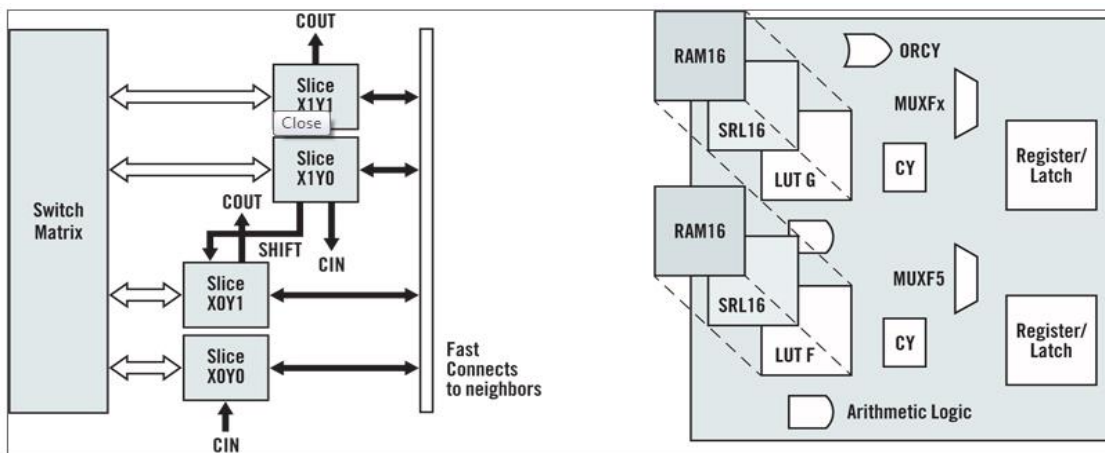 COUT
Slice
X1Y1
Close
Slice
X1Y0
COUT
SHIFT
CIN
Switch
Matrix
Slice
X0Y1
Slice
X0Y0
CIN
Fast
Connects
to neighbors
RAM16
SRL16
LUT G
ORCY
MUXFx
CY
Register/
Latch
RAM16
SRL16
LUT F
MUXF5
CY
Register/
Latch
Arithmetic Logic